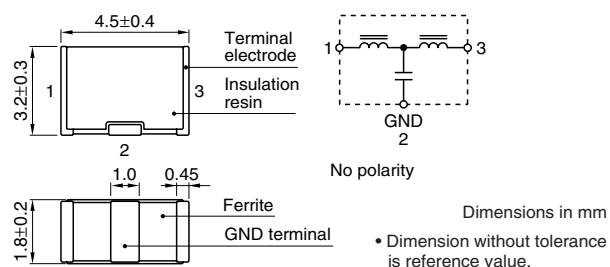 4.5±0.4
Terminal
electrode
Insulation
resin
3.2±0.3
1
3
2
1
3
GND
2
No polarity
1.0
0.45
1.8±0.2
Ferrite
GND terminal
Dimensions in mm
• Dimension without tolerance
is reference value.